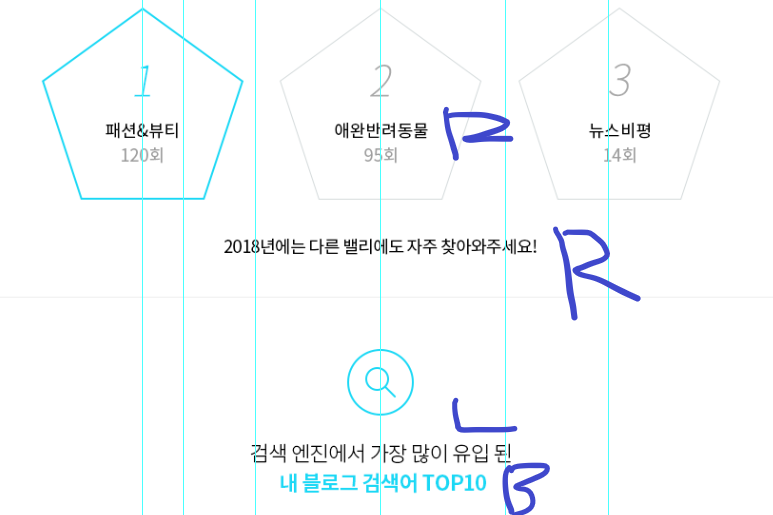 1 2 3
패션&뷰티 애완반려동물 R 뉴스비평
120회 95회 14회
2018년에는 다른 밸리에도 자주 찾아와주세요! R
L
검색 엔진에서 가장 많이 유입 된
내 블로그 검색어 TOP10 B